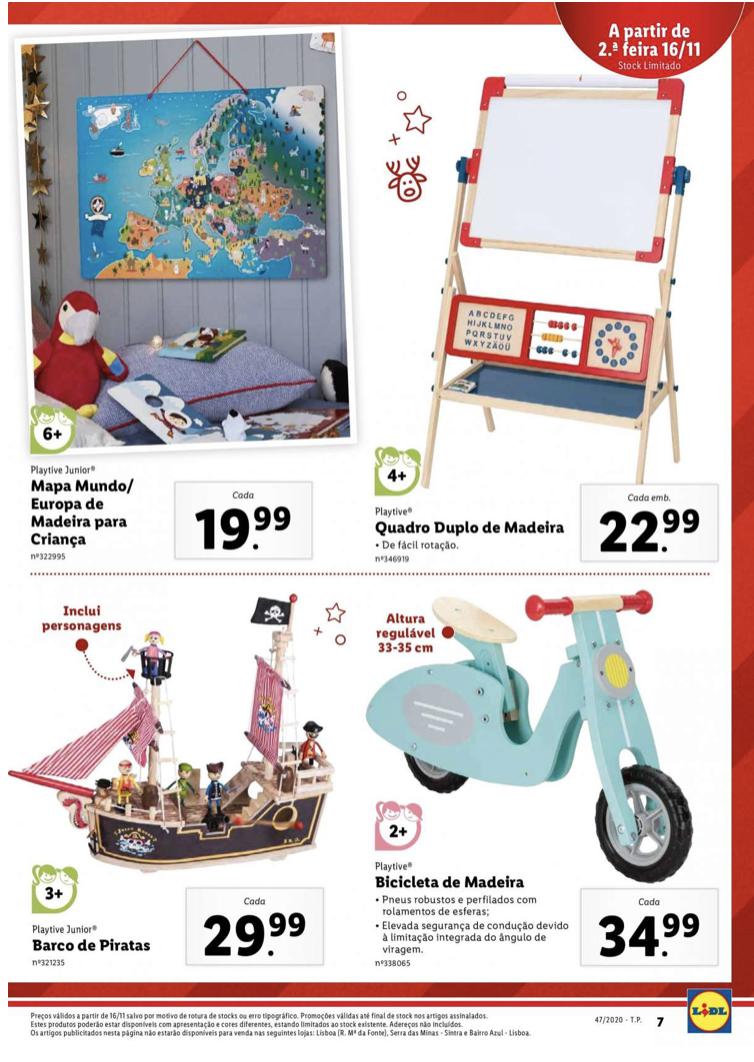 A partir de
2.ª feira 16/11
Stock Limitado
6+
Playtive Junior®
Mapa Mundo/
Europa de
Madeira para
Criança
nº322995
Cada
19.99
ABCDEFG
HIJKLMNO
PQRSTUV
WXYZÄÖÜ
4+
Playtive®
Quadro Duplo de Madeira
• De fácil rotação.
nº346919
Cada emb.
22.99
Inclui
personagens
3+
Playtive Junior®
Barco de Piratas
nº321235
Cada
29.99
Altura
regulável
33-35 cm
2+
Playtive®
Bicicleta de Madeira
• Pneus robustos e perfilados com
rolamentos de esferas;
• Elevada segurança de condução devido
à limitação integrada do ângulo de
viragem.
nº338065
Cada
34.99
Preços válidos a partir de 16/11 salvo por motivo de rotura de stocks ou erro tipográfico. Promoções válidas até final de stock nos artigos assinalados.
Estes produtos poderão estar disponíveis com apresentação e cores diferentes, estando limitados ao stock existente. Adereços não incluídos.
Os artigos publicitados nesta página não estarão disponíveis para venda nas seguintes lojas: Lisboa (R. Mª da Fonte), Serra das Minas - Sintra e Bairro Azul - Lisboa.
47/2020 - T.P. 7
LIDL